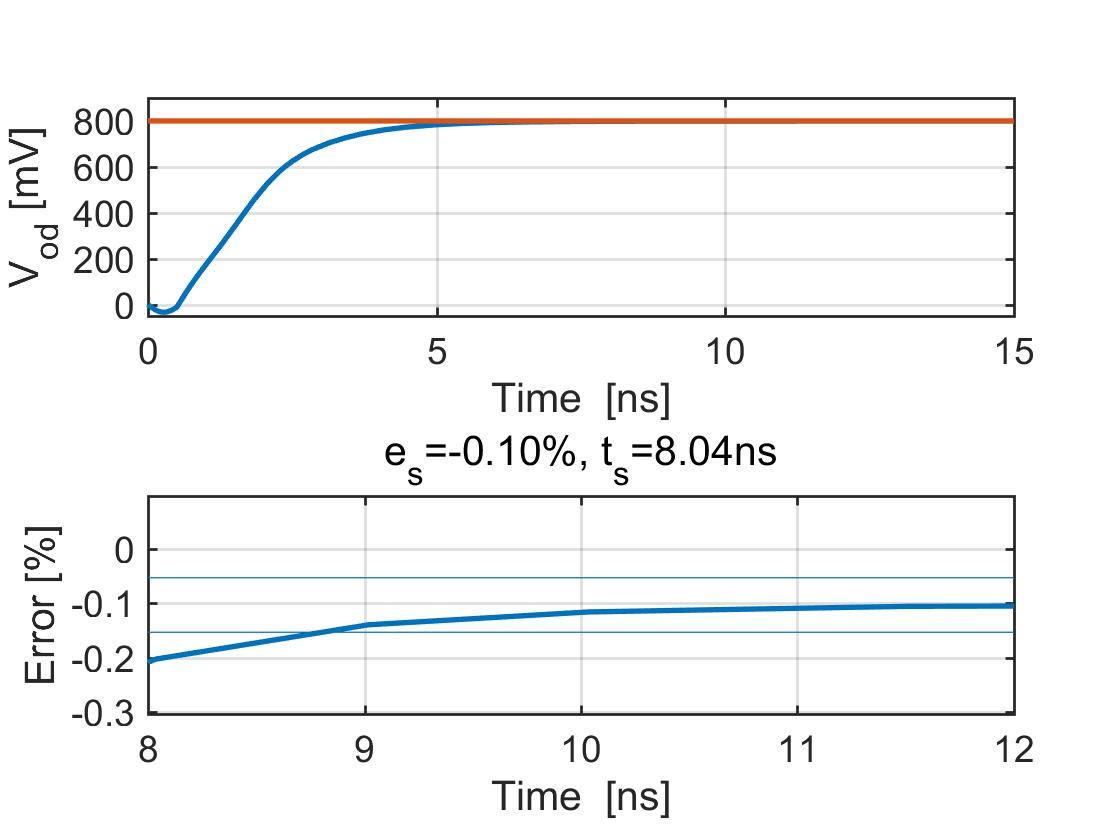 800
600
400
200
0
V_od [mV]
0 5 10 15
Time [ns]
e_s=-0.10%, t_s=8.04ns
0
-0.1
-0.2
-0.3
Error [%]
8 9 10 11 12
Time [ns]